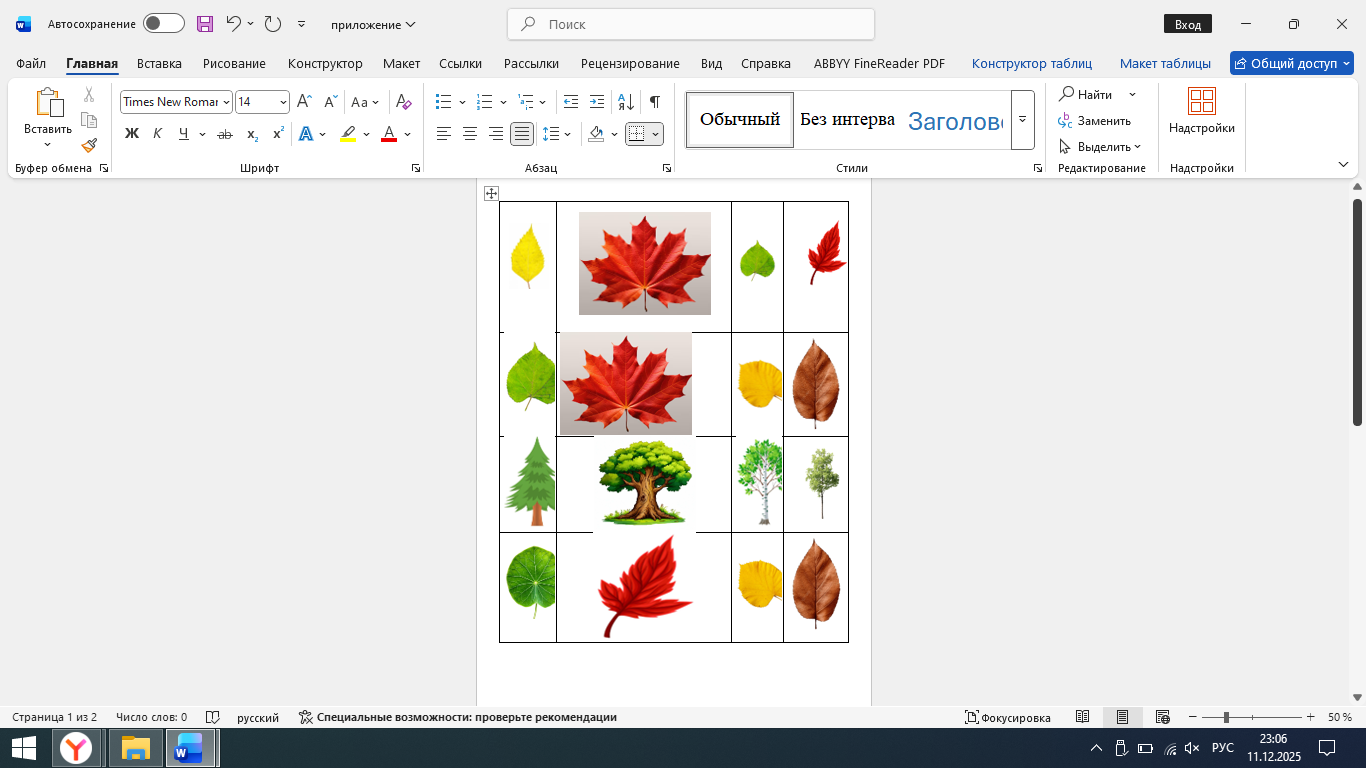 Автосохранение
приложение
Поиск
Вход
Файл Главная Вставка Рисование Конструктор Макет Ссылки Рассылки Рецензирование Вид Справка ABBYY FineReader PDF Конструктор таблиц Макет таблицы Общий доступ
Вставить
Буфер обмена
Times New Roman 14
Aa
Ж К Ч ab x₂ x² A A
Шрифт
АЯ
Абзац
Обычный Без интерва Заголово
Стили
Найти
Заменить
Выделить
Редактирование
Надстройки
Надстройки
Страница 1 из 2 Число слов: 0 русский Специальные возможности: проверьте рекомендации Фокусировка 50 %
РУС
23:06
11.12.2025